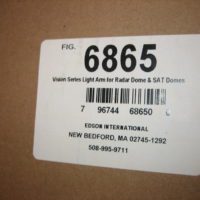 FIG. 6865
Vision Series Light Arm for Radar Dome & SAT Domes
7 96744 68650
EDSON INTERNATIONAL
NEW BEDFORD, MA 02745-1292
508-995-9711